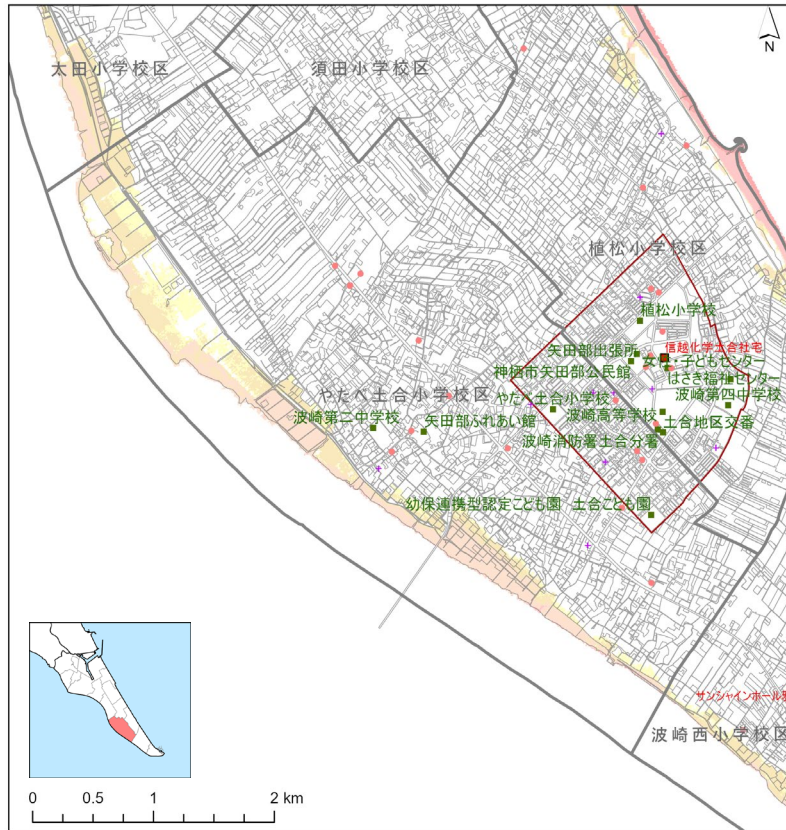 N
太田小学校区
須田小学校区
植松小学校区
植松小学校
信越化学土合社宅
矢田部出張所
女性・子どもセンター
神栖市矢田部公民館
はさき福祉センター
やたべ土合小学校区
やたべ土合小学校
波崎第四中学校
波崎第二中学校
矢田部ふれあい館
波崎高等学校
土合地区交番
波崎消防署土合分署
幼保連携型認定こども園 土合こども園
サンシャインホール
波崎西小学校区
0 0.5 1 2 km